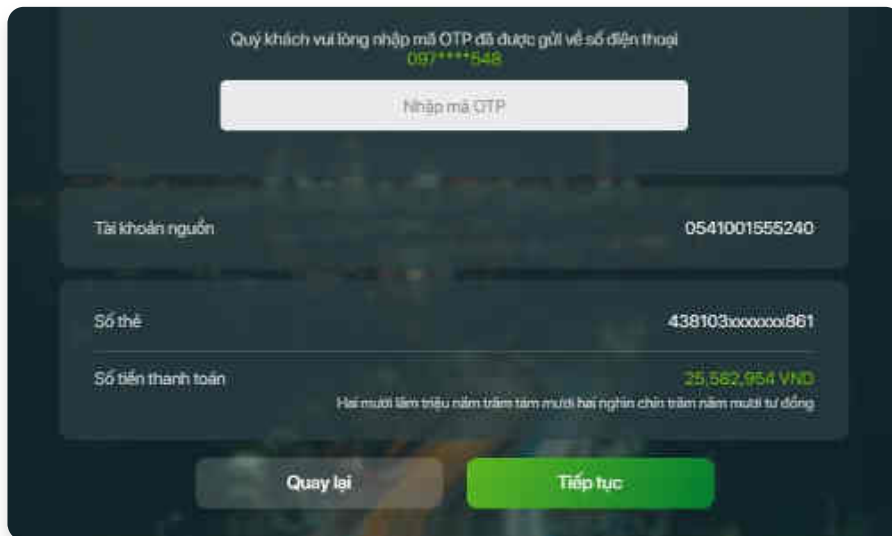 Quý khách vui lòng nhập mã OTP đã được gửi về số điện thoại
097****548
Nhập mã OTP
Tài khoản nguồn 0541001555240
Số thẻ 438103xxxxxxx861
Số tiền thanh toán 25,582,954 VND
Hai mươi lăm triệu năm trăm tám mươi hai nghìn chín trăm năm mươi tư đồng
Quay lại Tiếp tục